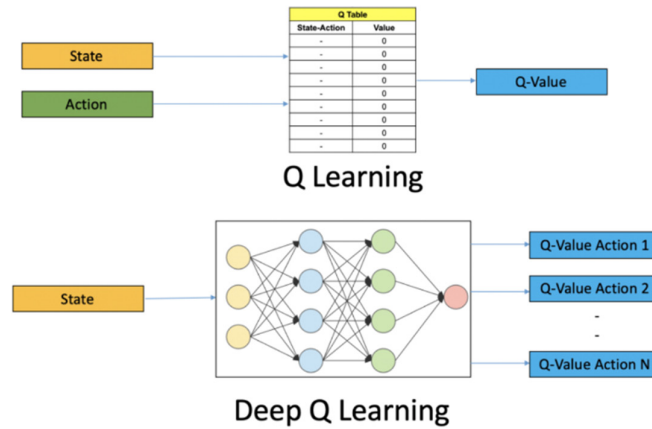 Q Table
State-Action Value
- 0
- 0
- 0
- 0
- 0
- 0
- 0
- 0
- 0
State
Action
Q-Value
Q Learning
State
Q-Value Action 1
Q-Value Action 2
-
-
Q-Value Action N
Deep Q Learning